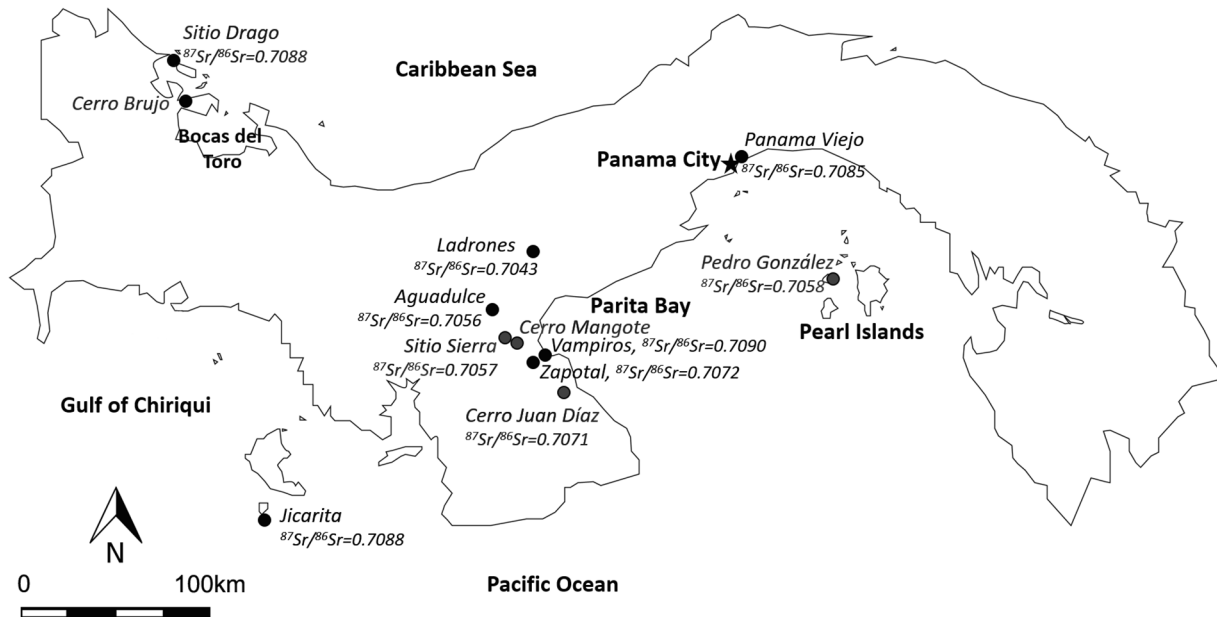 Sitio Drago
⁸⁷Sr/⁸⁶Sr=0.7088
Caribbean Sea
Cerro Brujo
Bocas del
Toro
Panama Viejo
Panama City
⁸⁷Sr/⁸⁶Sr=0.7085
Ladrones
⁸⁷Sr/⁸⁶Sr=0.7043
Pedro González
⁸⁷Sr/⁸⁶Sr=0.7058
Aguadulce
⁸⁷Sr/⁸⁶Sr=0.7056
Parita Bay
Cerro Mangote
Pearl Islands
Sitio Sierra
⁸⁷Sr/⁸⁶Sr=0.7057
Vampiros, ⁸⁷Sr/⁸⁶Sr=0.7090
Zapotal, ⁸⁷Sr/⁸⁶Sr=0.7072
Gulf of Chiriqui
Cerro Juan Díaz
⁸⁷Sr/⁸⁶Sr=0.7071
Jicarita
⁸⁷Sr/⁸⁶Sr=0.7088
N
0 100km
Pacific Ocean